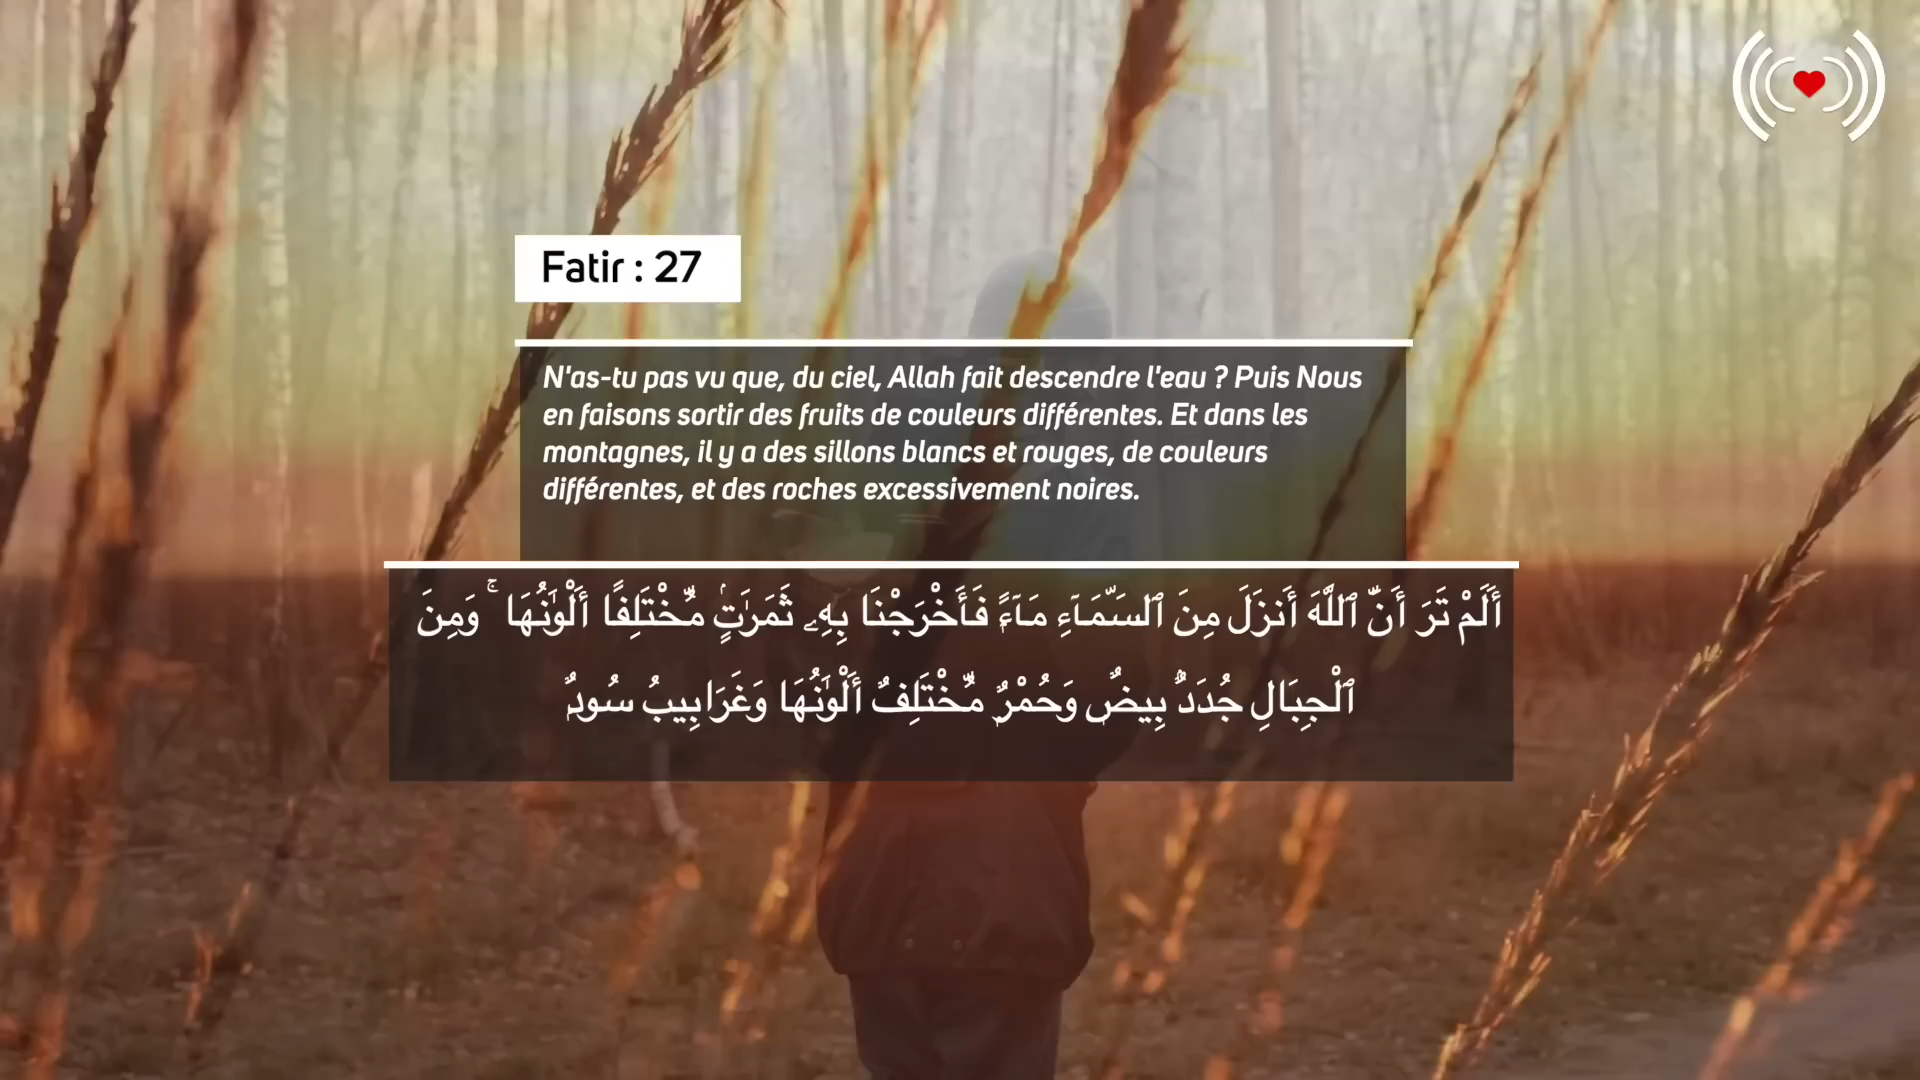 Fatir : 27
N'as-tu pas vu que, du ciel, Allah fait descendre l'eau ? Puis Nous
en faisons sortir des fruits de couleurs différentes. Et dans les
montagnes, il y a des sillons blancs et rouges, de couleurs
différentes, et des roches excessivement noires.
أَلَمْ تَرَ أَنَّ ٱللَّهَ أَنزَلَ مِنَ ٱلسَّمَآءِ مَآءً فَأَخْرَجْنَا بِهِۦ ثَمَرَٰتٍ مُّخْتَلِفًا أَلْوَٰنُهَا ۚ وَمِنَ
ٱلْجِبَالِ جُدَدٌۢ بِيضٌ وَحُمْرٌ مُّخْتَلِفٌ أَلْوَٰنُهَا وَغَرَابِيبُ سُودٌ